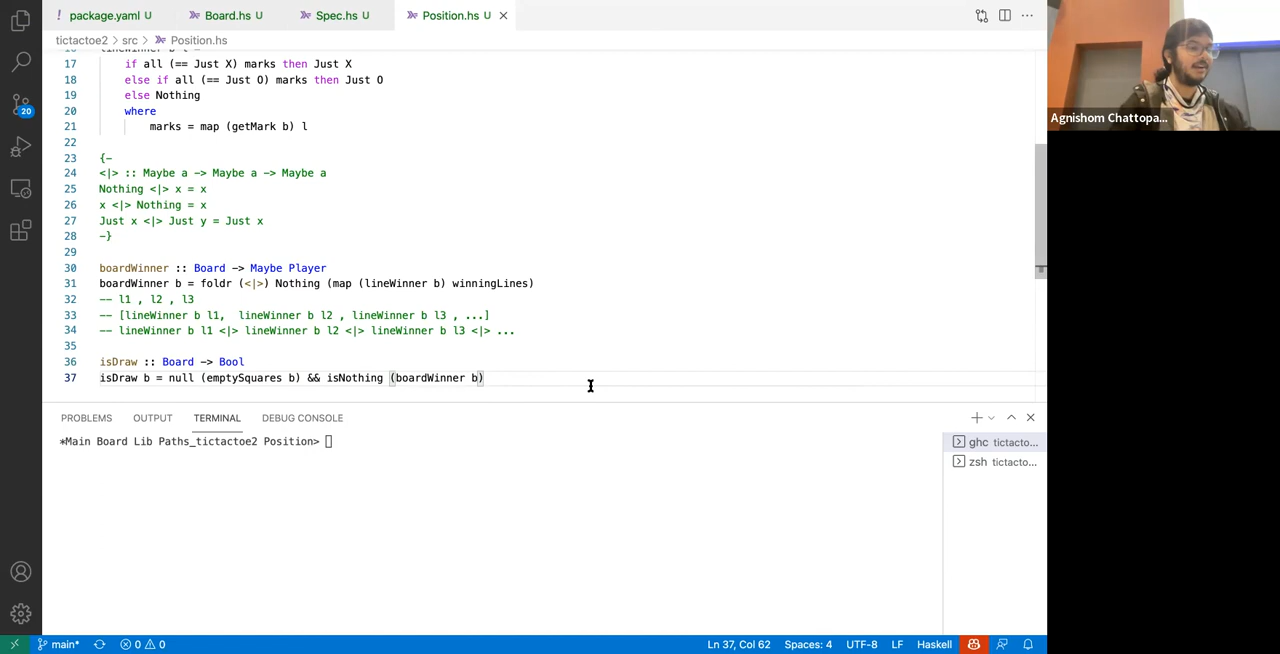 package.yaml U
Board.hs U
Spec.hs U
Position.hs U
tictactoe2 > src > Position.hs
16 lineWinner b l =
17 if all (== Just X) marks then Just X
18 else if all (== Just O) marks then Just O
19 else Nothing
20 where
21 marks = map (getMark b) l
22
23 {-
24 <|> :: Maybe a -> Maybe a -> Maybe a
25 Nothing <|> x = x
26 x <|> Nothing = x
27 Just x <|> Just y = Just x
28 -}
29
30 boardWinner :: Board -> Maybe Player
31 boardWinner b = foldr (<|>) Nothing (map (lineWinner b) winningLines)
32 -- l1 , l2 , l3
33 -- [lineWinner b l1,  lineWinner b l2 , lineWinner b l3 , ...]
34 -- lineWinner b l1 <|> lineWinner b l2 <|> lineWinner b l3 <|> ...
35
36 isDraw :: Board -> Bool
37 isDraw b = null (emptySquares b) && isNothing (boardWinner b)
20
Agnishom Chattopa...
PROBLEMS OUTPUT TERMINAL DEBUG CONSOLE
*Main Board Lib Paths_tictactoe2 Position>
ghc tictacto...
zsh tictacto...
main* 0 0 Ln 37, Col 62 Spaces: 4 UTF-8 LF Haskell